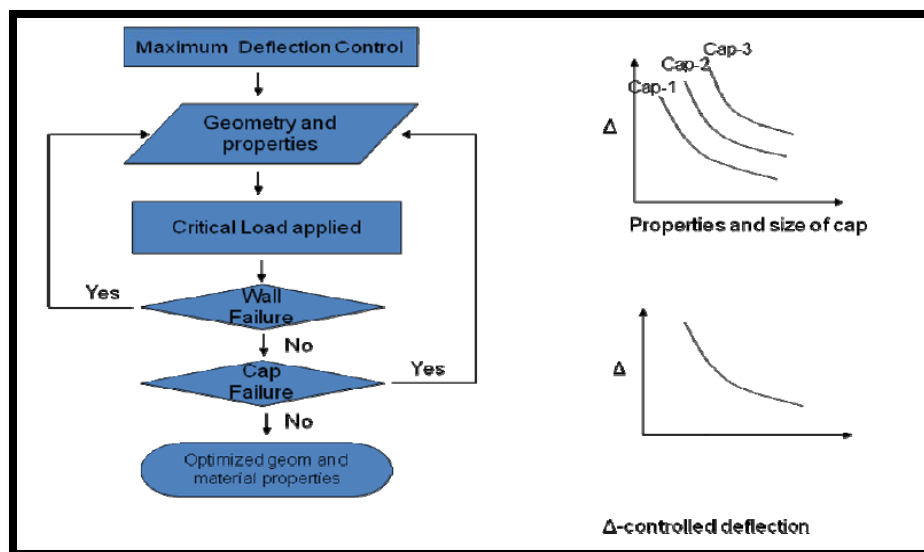 Maximum Deflection Control
Geometry and
properties
Critical Load applied
Yes
Wall
Failure
No
Cap
Failure
Yes
No
Optimized geom and
material properties
Cap-3
Cap-2
Cap-1
Δ
Properties and size of cap
Δ
Δ-controlled deflection